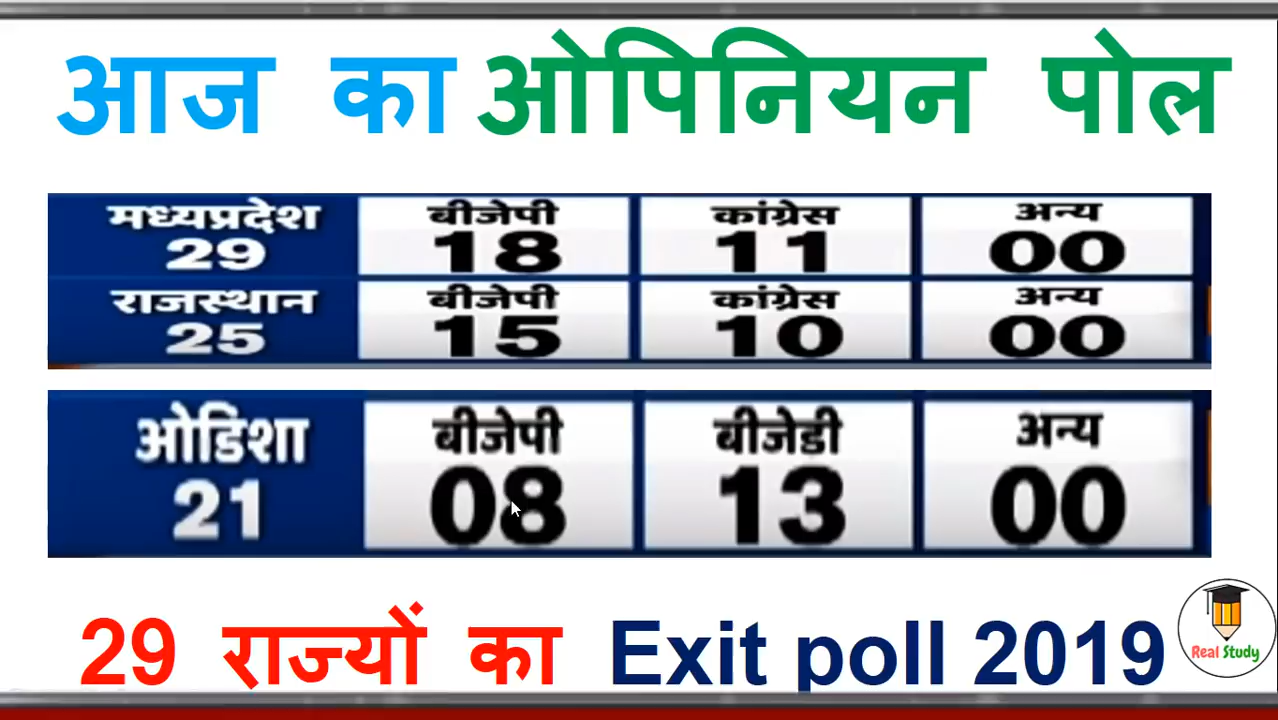 आज का ओपिनियन पोल
मध्यप्रदेश बीजेपी कांग्रेस अन्य
29 18 11 00
राजस्थान बीजेपी कांग्रेस अन्य
25 15 10 00
ओडिशा बीजेपी बीजेडी अन्य
21 08 13 00
29 राज्यों का Exit poll 2019
Real Study